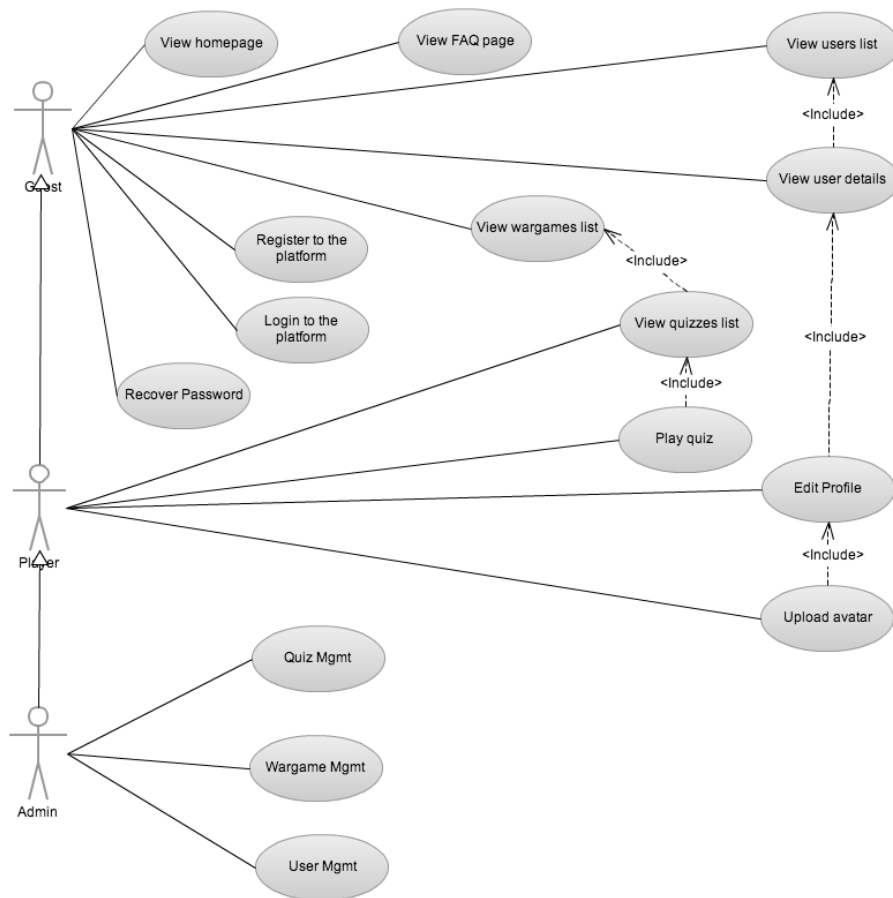 View homepage
View FAQ page
View users list
<Include>
Guest
View user details
View wargames list
Register to the
platform
<Include>
Login to the
platform
View quizzes list
<Include>
<Include>
Recover Password
Play quiz
Edit Profile
Player
<Include>
Upload avatar
Quiz Mgmt
Wargame Mgmt
Admin
User Mgmt